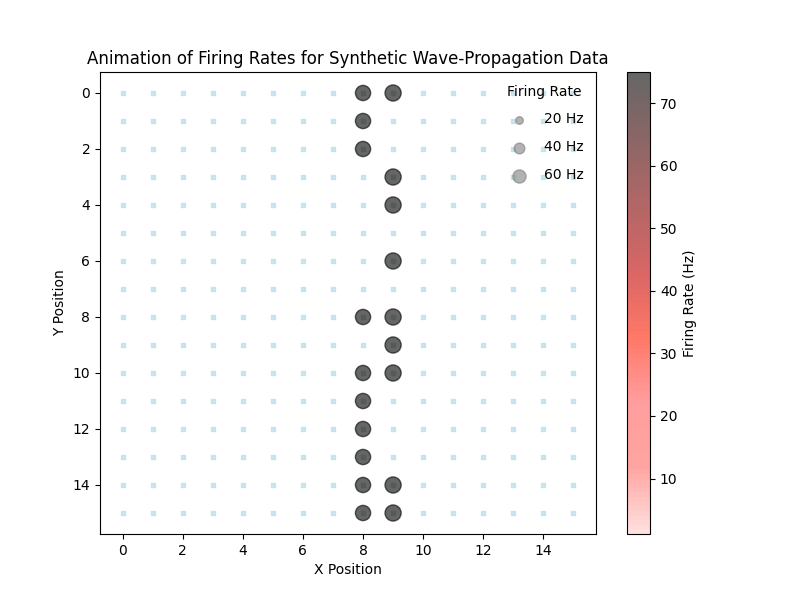 Animation of Firing Rates for Synthetic Wave-Propagation Data
Firing Rate
20 Hz
40 Hz
60 Hz
0
2
4
6
8
10
12
14
Y Position
0
2
4
6
8
10
12
14
X Position
70
60
50
40
30
20
10
Firing Rate (Hz)